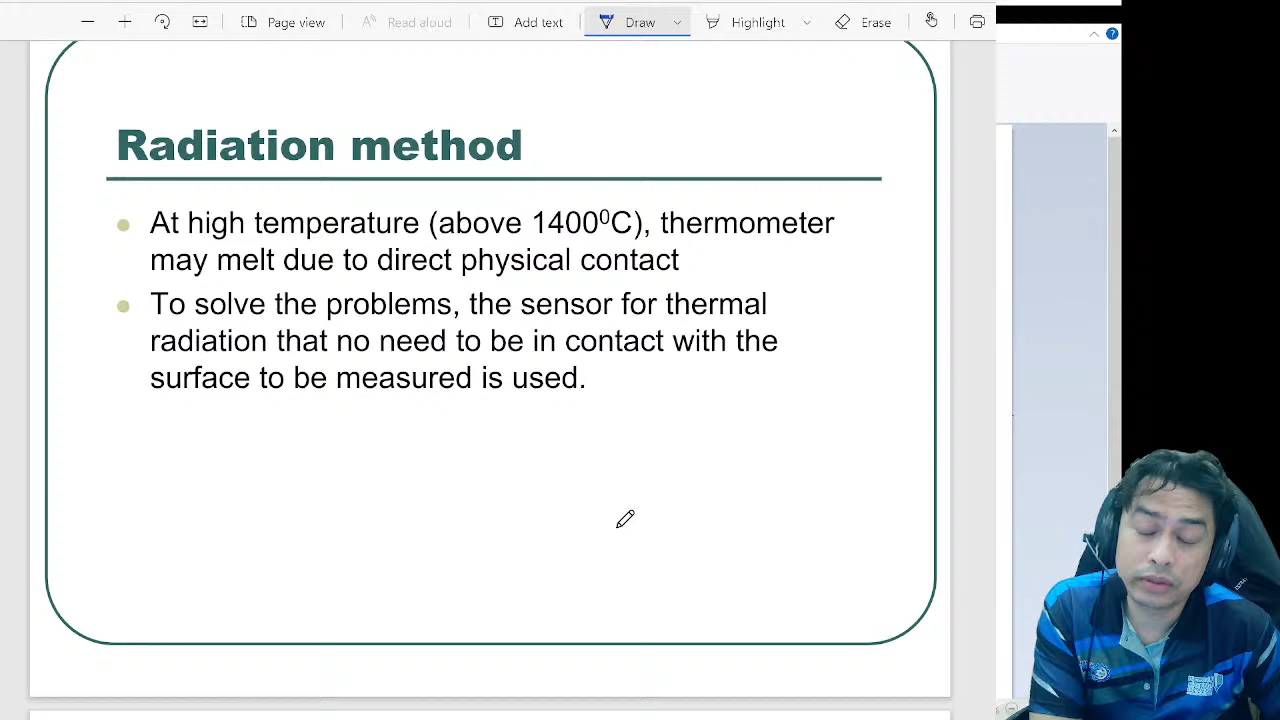 Page view
Read aloud
Add text
Draw
Highlight
Erase
Radiation method
At high temperature (above 1400⁰C), thermometer
may melt due to direct physical contact
To solve the problems, the sensor for thermal
radiation that no need to be in contact with the
surface to be measured is used.